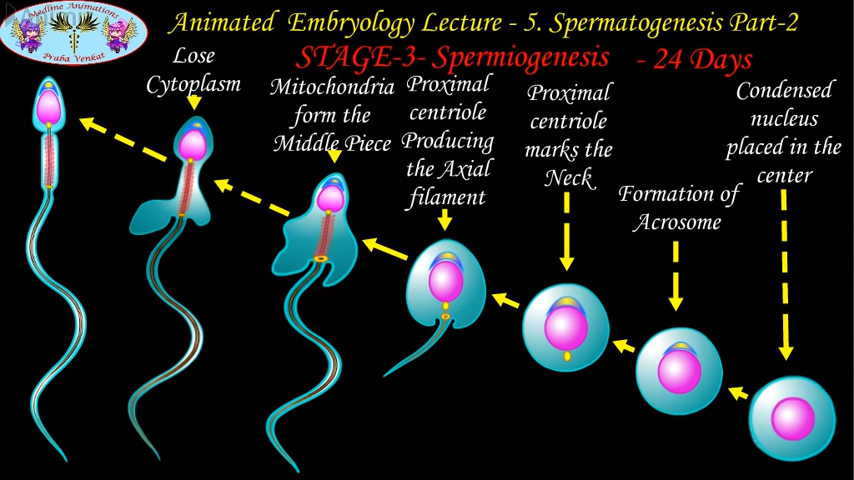 Medline Animations
Praba Venkat
Animated Embryology Lecture - 5. Spermatogenesis Part-2
STAGE-3- Spermiogenesis - 24 Days
Lose
Cytoplasm
Mitochondria
form the
Middle Piece
Proximal
centriole
Producing
the Axial
filament
Proximal
centriole
marks the
Neck
Formation of
Acrosome
Condensed
nucleus
placed in the
center